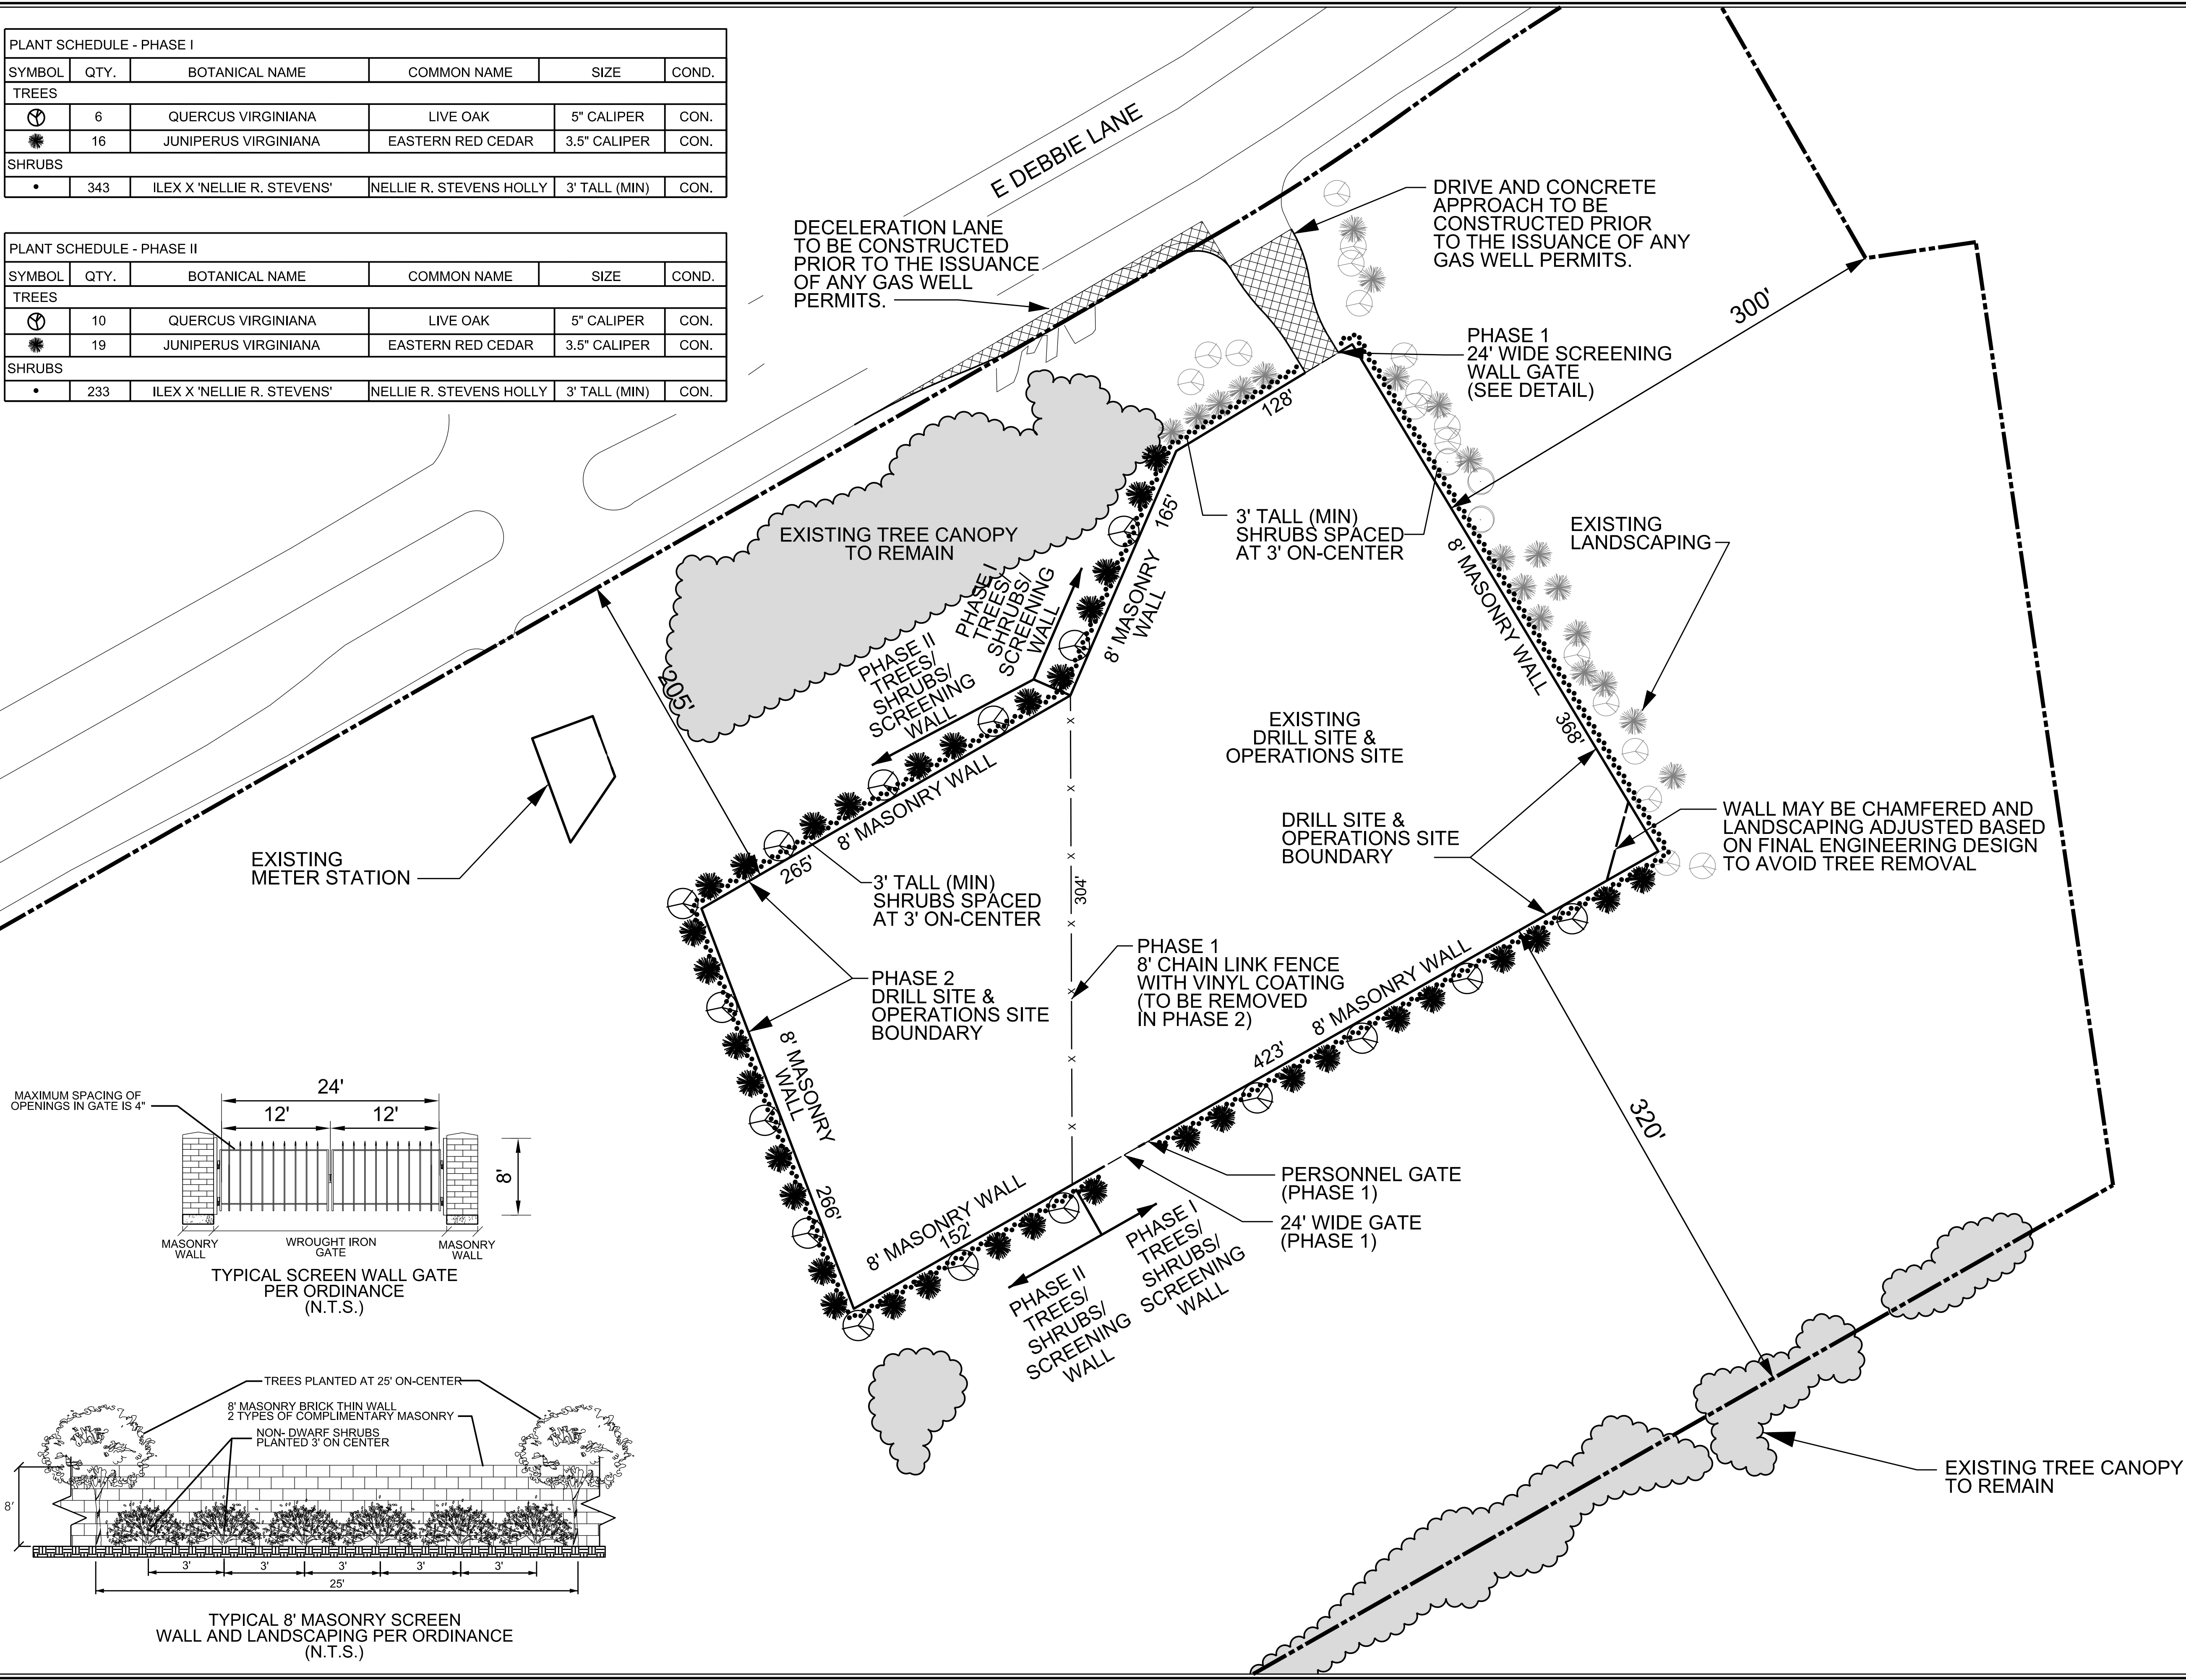 PLANT SCHEDULE - PHASE I
SYMBOL QTY. BOTANICAL NAME COMMON NAME SIZE COND.
TREES
6 QUERCUS VIRGINIANA LIVE OAK 5" CALIPER CON.
16 JUNIPERUS VIRGINIANA EASTERN RED CEDAR 3.5" CALIPER CON.
SHRUBS
343 ILEX X 'NELLIE R. STEVENS' NELLIE R. STEVENS HOLLY 3' TALL (MIN) CON.
PLANT SCHEDULE - PHASE II
SYMBOL QTY. BOTANICAL NAME COMMON NAME SIZE COND.
TREES
10 QUERCUS VIRGINIANA LIVE OAK 5" CALIPER CON.
19 JUNIPERUS VIRGINIANA EASTERN RED CEDAR 3.5" CALIPER CON.
SHRUBS
233 ILEX X 'NELLIE R. STEVENS' NELLIE R. STEVENS HOLLY 3' TALL (MIN) CON.
E DEBBIE LANE
DECELERATION LANE
TO BE CONSTRUCTED
PRIOR TO THE ISSUANCE
OF ANY GAS WELL
PERMITS.
DRIVE AND CONCRETE
APPROACH TO BE
CONSTRUCTED PRIOR
TO THE ISSUANCE OF ANY
GAS WELL PERMITS.
300'
PHASE 1
24' WIDE SCREENING
WALL GATE
(SEE DETAIL)
128'
165'
3' TALL (MIN)
SHRUBS SPACED
AT 3' ON-CENTER
EXISTING
LANDSCAPING
EXISTING TREE CANOPY
TO REMAIN
PHASE I
TREES/
SHRUBS/
SCREENING
WALL
PHASE II
TREES/
SHRUBS/
SCREENING
WALL
8' MASONRY
WALL
8' MASONRY WALL
368'
205'
EXISTING
DRILL SITE &
OPERATIONS SITE
DRILL SITE &
OPERATIONS SITE
BOUNDARY
WALL MAY BE CHAMFERED AND
LANDSCAPING ADJUSTED BASED
ON FINAL ENGINEERING DESIGN
TO AVOID TREE REMOVAL
EXISTING
METER STATION
8' MASONRY WALL
265'
3' TALL (MIN)
SHRUBS SPACED
AT 3' ON-CENTER
X
X
X
304'
X
X
X
X
PHASE 2
DRILL SITE &
OPERATIONS SITE
BOUNDARY
PHASE 1
8' CHAIN LINK FENCE
WITH VINYL COATING
(TO BE REMOVED
IN PHASE 2)
8' MASONRY WALL
423'
8' MASONRY
WALL
266'
8' MASONRY WALL
152'
320'
PERSONNEL GATE
(PHASE 1)
24' WIDE GATE
(PHASE 1)
PHASE I
TREES/
SHRUBS/
SCREENING
WALL
PHASE II
TREES/
SHRUBS/
SCREENING
WALL
EXISTING TREE CANOPY
TO REMAIN
MAXIMUM SPACING OF
OPENINGS IN GATE IS 4"
24'
12' 12'
8'
MASONRY
WALL
WROUGHT IRON
GATE
MASONRY
WALL
TYPICAL SCREEN WALL GATE
PER ORDINANCE
(N.T.S.)
TREES PLANTED AT 25' ON-CENTER
8' MASONRY BRICK THIN WALL
2 TYPES OF COMPLIMENTARY MASONRY
NON- DWARF SHRUBS
PLANTED 3' ON CENTER
8'
3' 3' 3' 3' 3'
25'
TYPICAL 8' MASONRY SCREEN
WALL AND LANDSCAPING PER ORDINANCE
(N.T.S.)